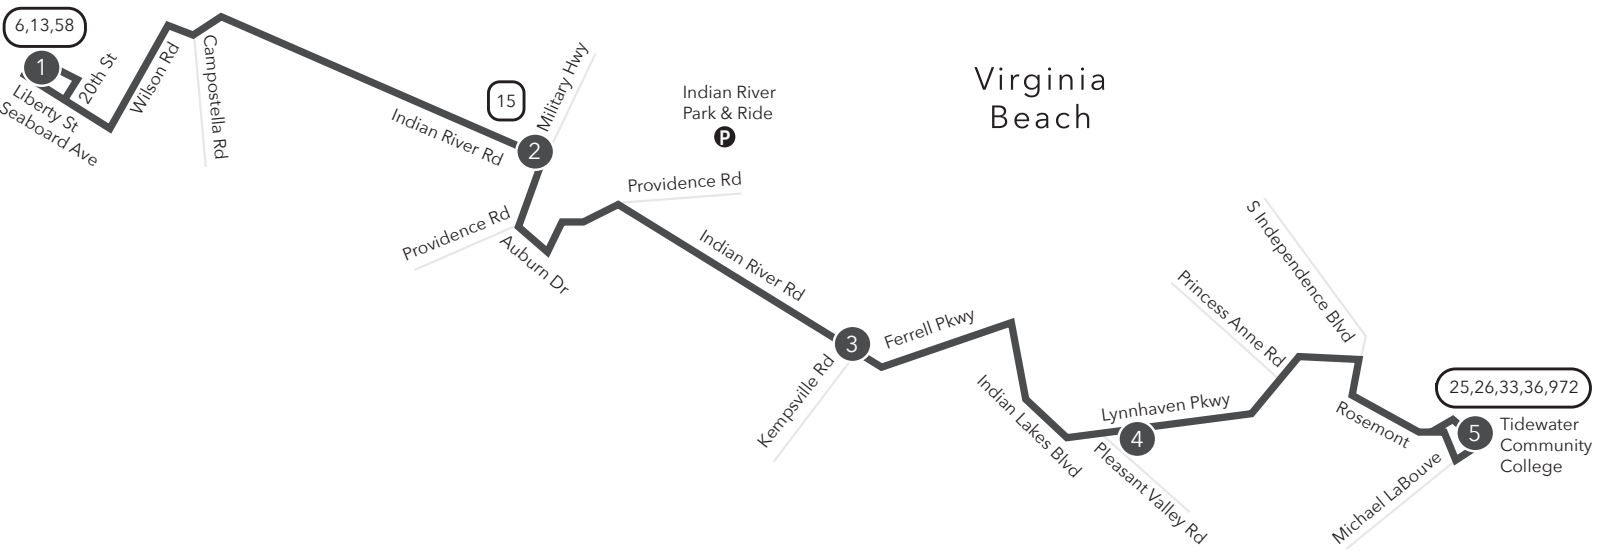 6,13,58
1
20th St
Liberty St
Seaboard Ave
Wilson Rd
Campostella Rd
Indian River Rd
15
Military Hwy
2
Indian River
Park & Ride
P
Virginia
Beach
Providence Rd
Providence Rd
Auburn Dr
Indian River Rd
3
Kempsville Rd
Ferrell Pkwy
Indian Lakes Blvd
Lynnhaven Pkwy
4
Pleasant Valley Rd
Princess Anne Rd
S Independence Blvd
Rosemont
25,26,33,36,972
5
Tidewater
Community
College
Michael LaBouve